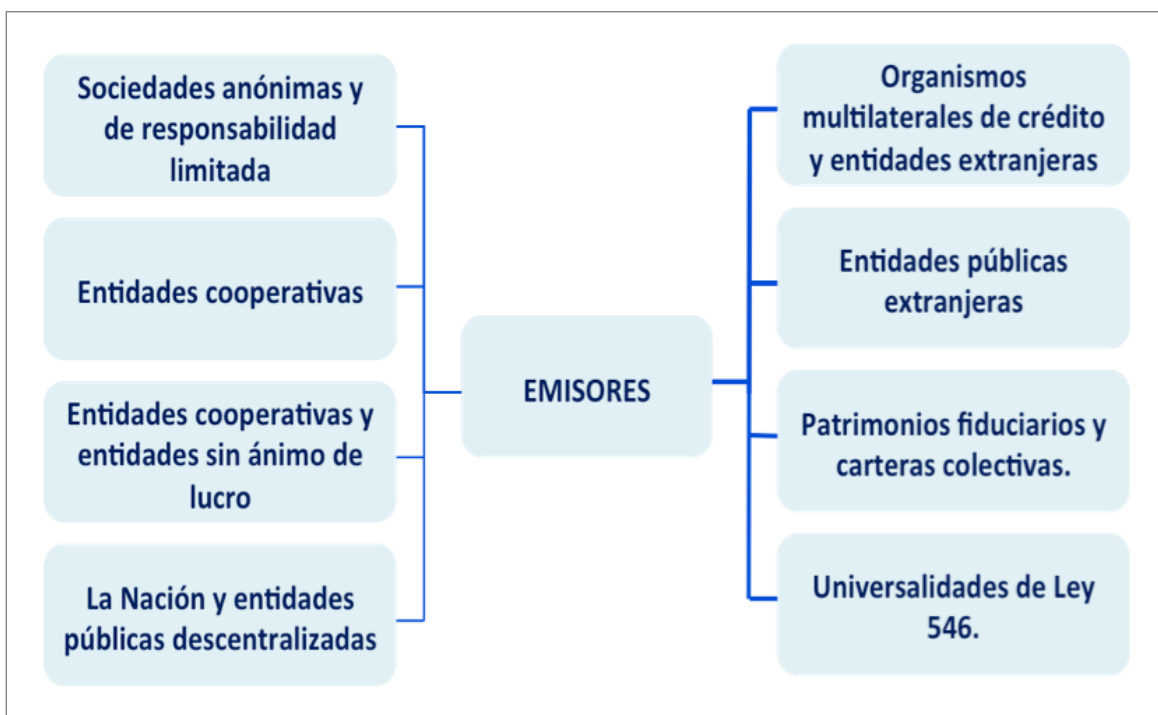 Sociedades anónimas y
de responsabilidad
limitada
Entidades cooperativas
Entidades cooperativas y
entidades sin ánimo de
lucro
La Nación y entidades
públicas descentralizadas
EMISORES
Organismos
multilaterales de crédito
y entidades extranjeras
Entidades públicas
extranjeras
Patrimonios fiduciarios y
carteras colectivas.
Universalidades de Ley
546.